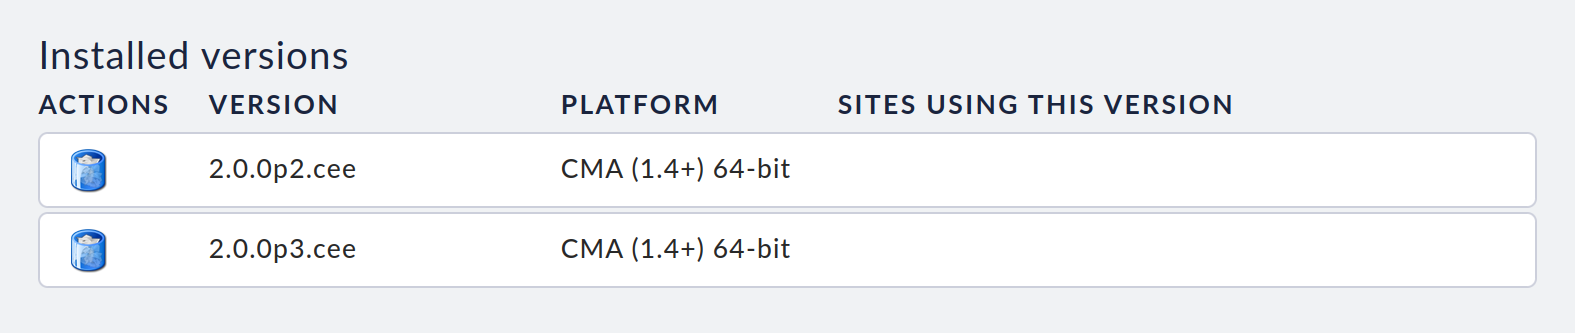 Installed versions
ACTIONS VERSION PLATFORM SITES USING THIS VERSION
2.0.0p2.cee CMA (1.4+) 64-bit
2.0.0p3.cee CMA (1.4+) 64-bit